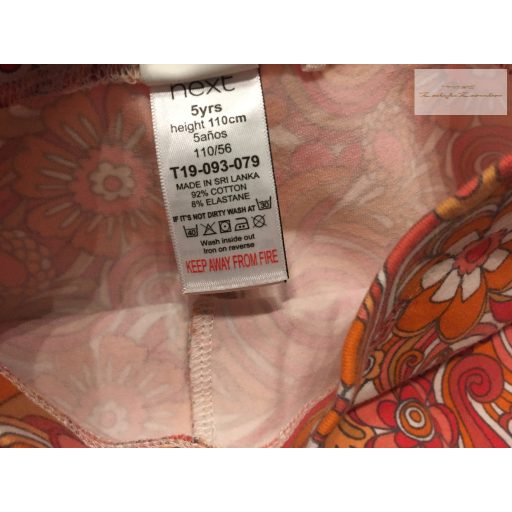 next
5yrs
height 110cm
5años
110/56
T19-093-079
MADE IN SRI LANKA
92% COTTON
8% ELASTANE
IF IT'S NOT DIRTY WASH AT 30
40
Wash inside out
Iron on reverse
KEEP AWAY FROM FIRE